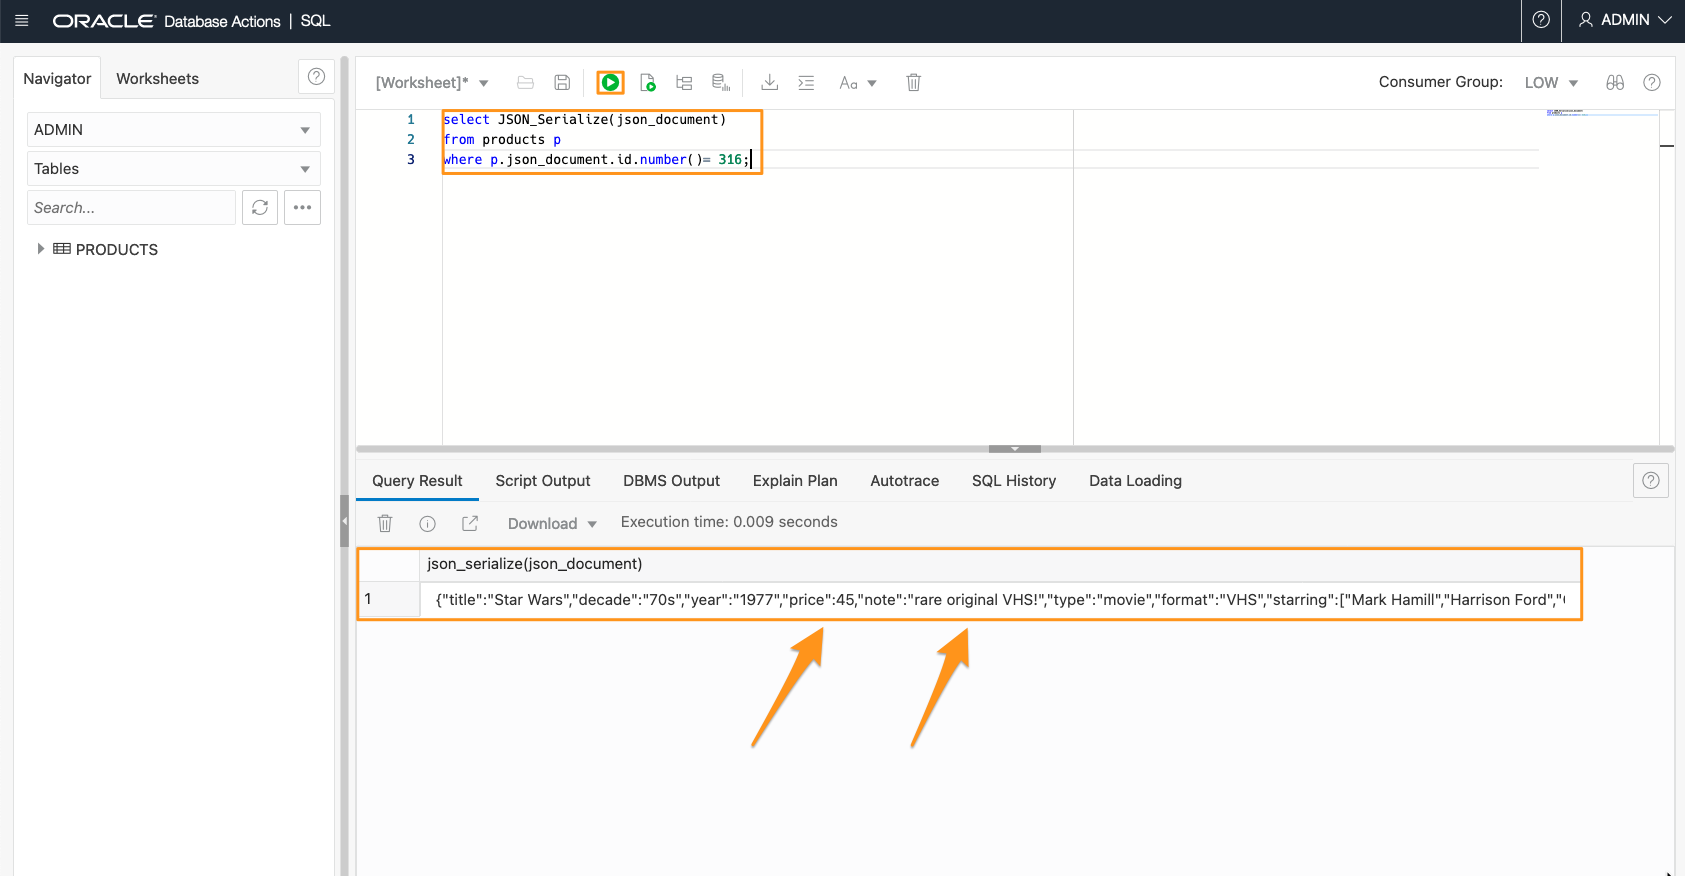 ORACLE Database Actions | SQL
ADMIN
Navigator
Worksheets
ADMIN
Tables
Search...
PRODUCTS
[Worksheet]*
Aa
Consumer Group: LOW
1 select JSON_Serialize(json_document)
2 from products p
3 where p.json_document.id.number()= 316;
Query Result
Script Output
DBMS Output
Explain Plan
Autotrace
SQL History
Data Loading
Download
Execution time: 0.009 seconds
json_serialize(json_document)
1 {"title":"Star Wars","decade":"70s","year":"1977","price":45,"note":"rare original VHS!","type":"movie","format":"VHS","starring":["Mark Hamill","Harrison Ford","